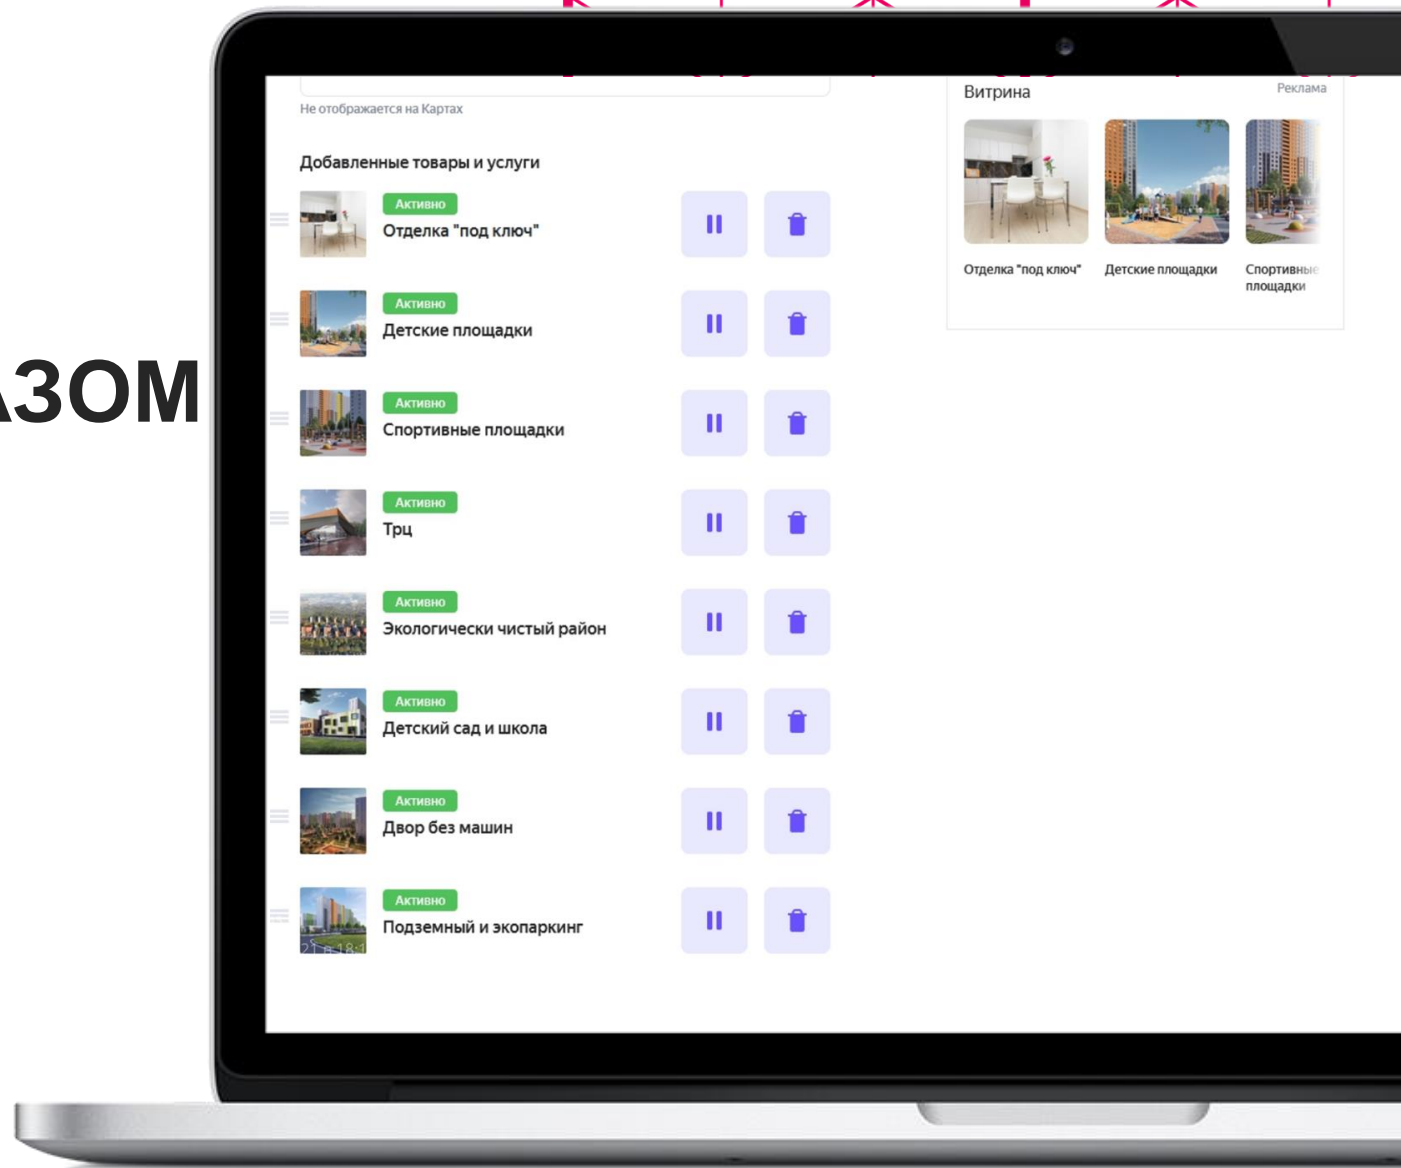 Не отображается на Картах
Добавленные товары и услуги
Активно
Отделка "под ключ"
Активно
Детские площадки
Активно
Спортивные площадки
Активно
Трц
Активно
Экологически чистый район
Активно
Детский сад и школа
Активно
Двор без машин
Активно
Подземный и экопаркинг
Витрина
Реклама
Отделка "под ключ"
Детские площадки
Спортивные
площадки
АЗОМ